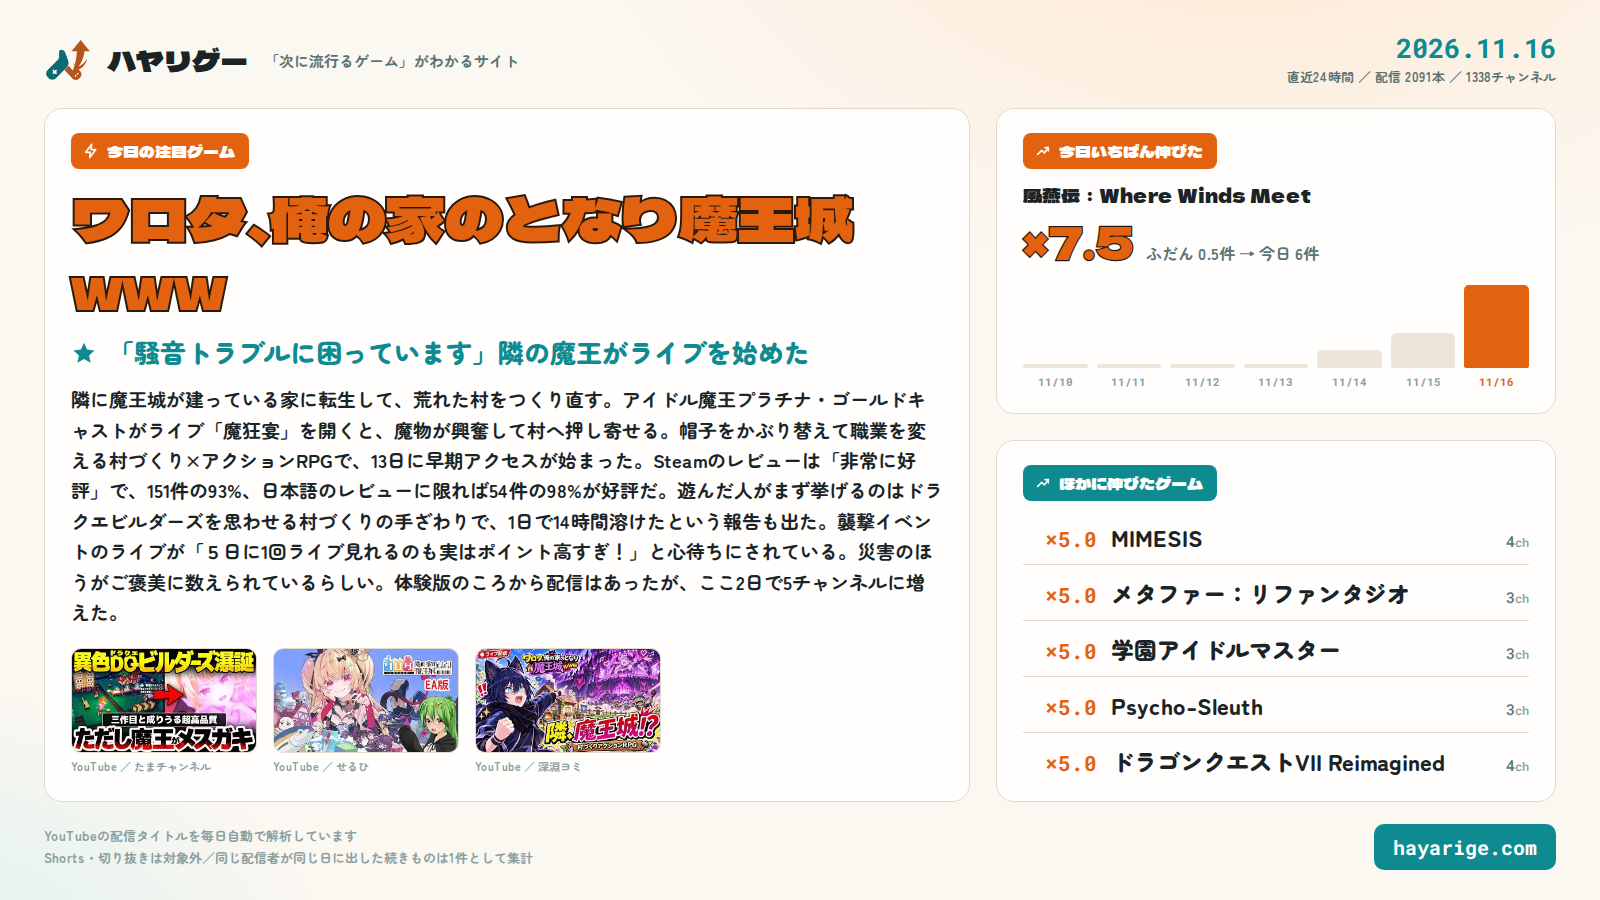 ハヤリゲー
「次に流行るゲーム」がわかるサイト
2026.11.16
直近24時間 ／ 配信 2091本 ／ 1338チャンネル
今日の注目ゲーム
ワロタ、俺の家のとなり魔王城
www
「騒音トラブルに困っています」隣の魔王がライブを始めた
隣に魔王城が建っている家に転生して、荒れた村をつくり直す。アイドル魔王プラチナ・ゴールドキ
ャストがライブ「魔狂宴」を開くと、魔物が興奮して村へ押し寄せる。帽子をかぶり替えて職業を変
える村づくり×アクションRPGで、13日に早期アクセスが始まった。Steamのレビューは「非常に好
評」で、151件の93%、日本語のレビューに限れば54件の98%が好評だ。遊んだ人がまず挙げるのはドラ
クエビルダーズを思わせる村づくりの手ざわりで、1日で14時間溶けたという報告も出た。襲撃イベン
トのライブが「５日に1回ライブ見れるのも実はポイント高すぎ！」と心待ちにされている。災害のほ
うがご褒美に数えられているらしい。体験版のころから配信はあったが、ここ2日で5チャンネルに増
えた。
異色DQビルダーズ爆誕
三作目と成りうる超高品質
ただし魔王がメスガキ
YouTube ／ たまチャンネル
EA版
YouTube ／ せるひ
隣、魔王城!?
村づくりアクションRPG
YouTube ／ 深淵ヨミ
今日いちばん伸びた
風燕伝：Where Winds Meet
×7.5 ふだん 0.5件 → 今日 6件
11/10 11/11 11/12 11/13 11/14 11/15 11/16
ほかに伸びたゲーム
×5.0 MIMESIS 4ch
×5.0 メタファー：リファンタジオ 3ch
×5.0 学園アイドルマスター 3ch
×5.0 Psycho-Sleuth 3ch
×5.0 ドラゴンクエストVII Reimagined 4ch
YouTubeの配信タイトルを毎日自動で解析しています
Shorts・切り抜きは対象外／同じ配信者が同じ日に出した続きものは1件として集計
hayarige.com